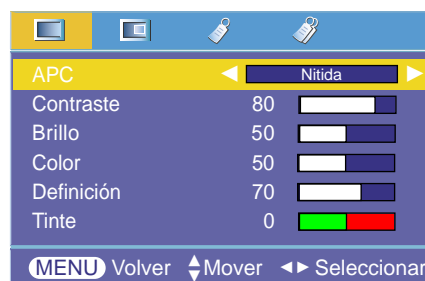 APC Nitida
Contraste 80
Brillo 50
Color 50
Definición 70
Tinte 0
MENU Volver Mover Seleccionar